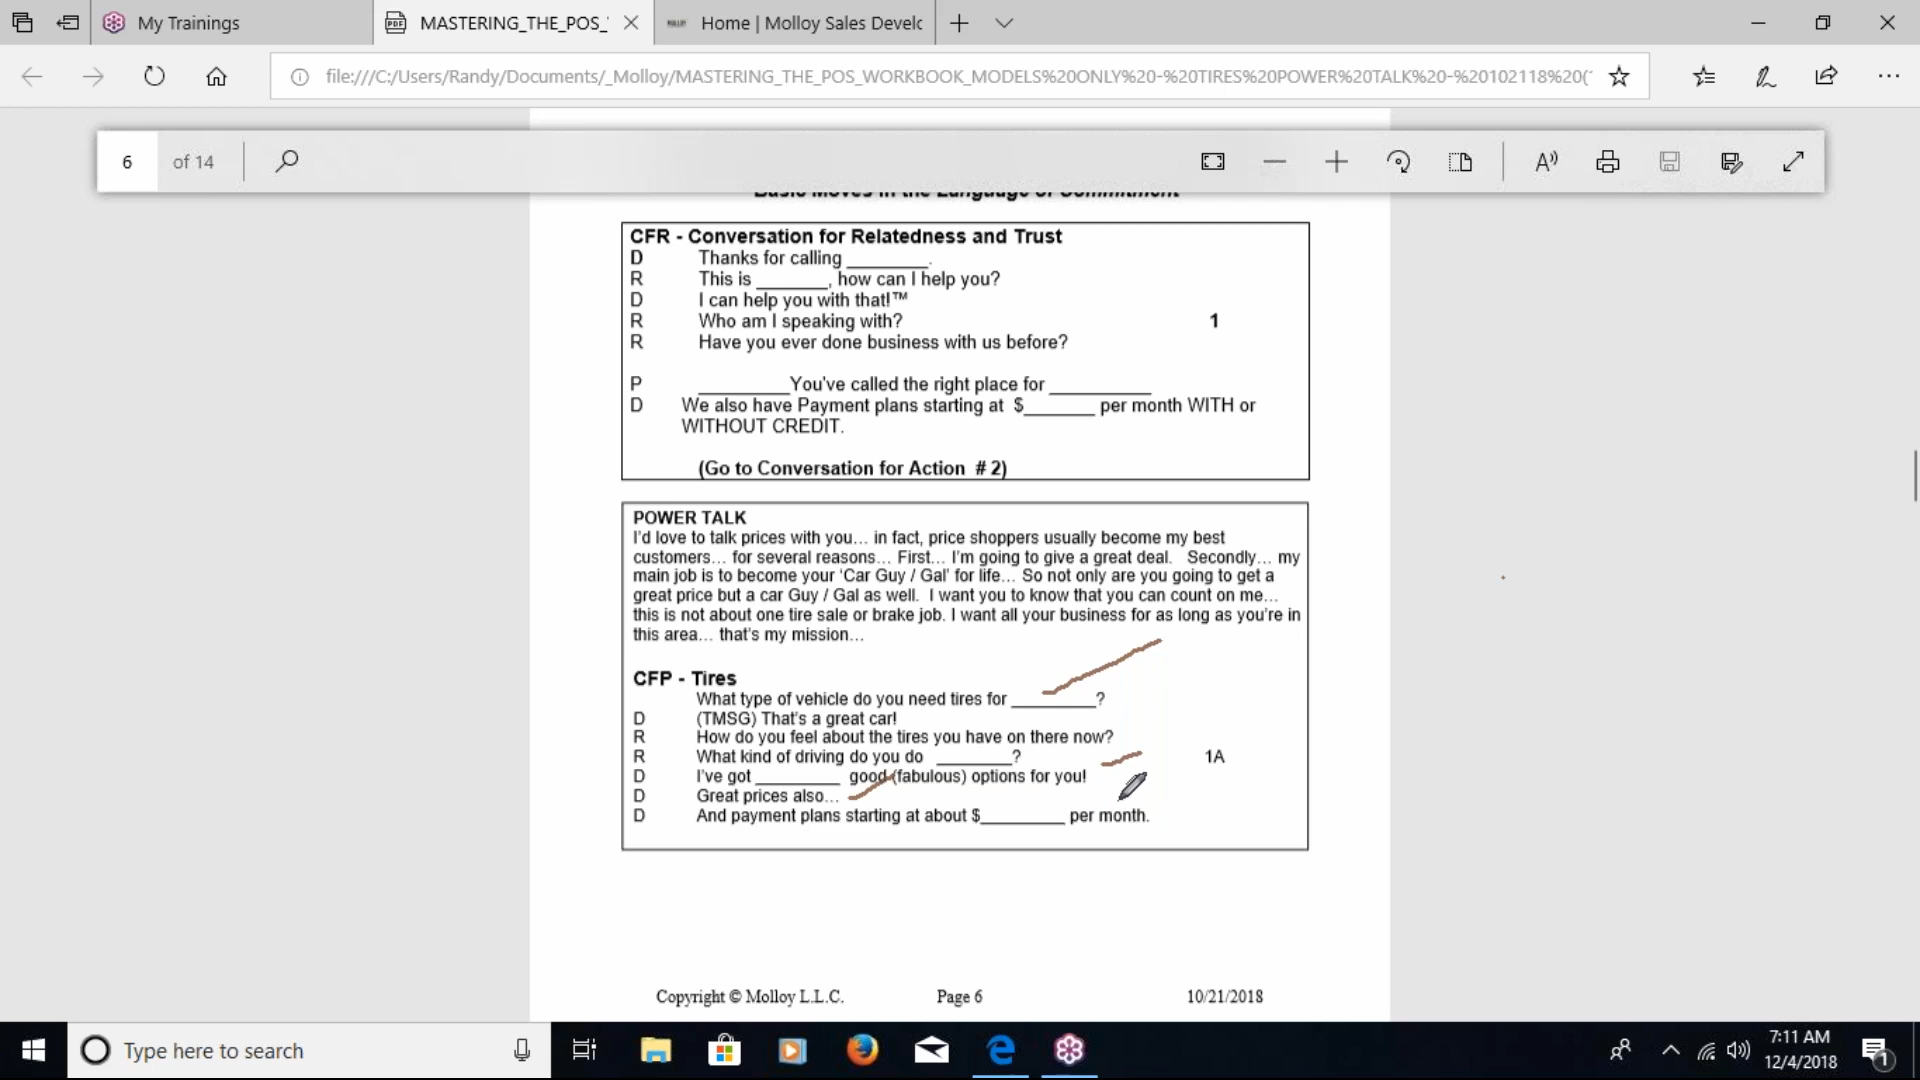 My Trainings
MASTERING_THE_POS_
Home | Molloy Sales Develc
file:///C:/Users/Randy/Documents/_Molloy/MASTERING_THE_POS_WORKBOOK_MODELS%20ONLY%20-%20TIRES%20POWER%20TALK%20-%20102118%20(
6 of 14
Basic Moves in the Language of Commitment
CFR - Conversation for Relatedness and Trust
D Thanks for calling ________.
R This is _______, how can I help you?
D I can help you with that!™
R Who am I speaking with? 1
R Have you ever done business with us before?
P _________You've called the right place for __________
D We also have Payment plans starting at $_______ per month WITH or
WITHOUT CREDIT.
(Go to Conversation for Action # 2)
POWER TALK
I'd love to talk prices with you... in fact, price shoppers usually become my best
customers... for several reasons... First... I'm going to give a great deal. Secondly... my
main job is to become your 'Car Guy / Gal' for life... So not only are you going to get a
great price but a car Guy / Gal as well. I want you to know that you can count on me...
this is not about one tire sale or brake job. I want all your business for as long as you're in
this area... that's my mission...
CFP - Tires
What type of vehicle do you need tires for _________?
D (TMSG) That's a great car!
R How do you feel about the tires you have on there now?
R What kind of driving do you do ________? 1A
D I've got _________ good (fabulous) options for you!
D Great prices also...
D And payment plans starting at about $_________ per month.
Copyright © Molloy L.L.C. Page 6 10/21/2018
Type here to search
7:11 AM
12/4/2018
1